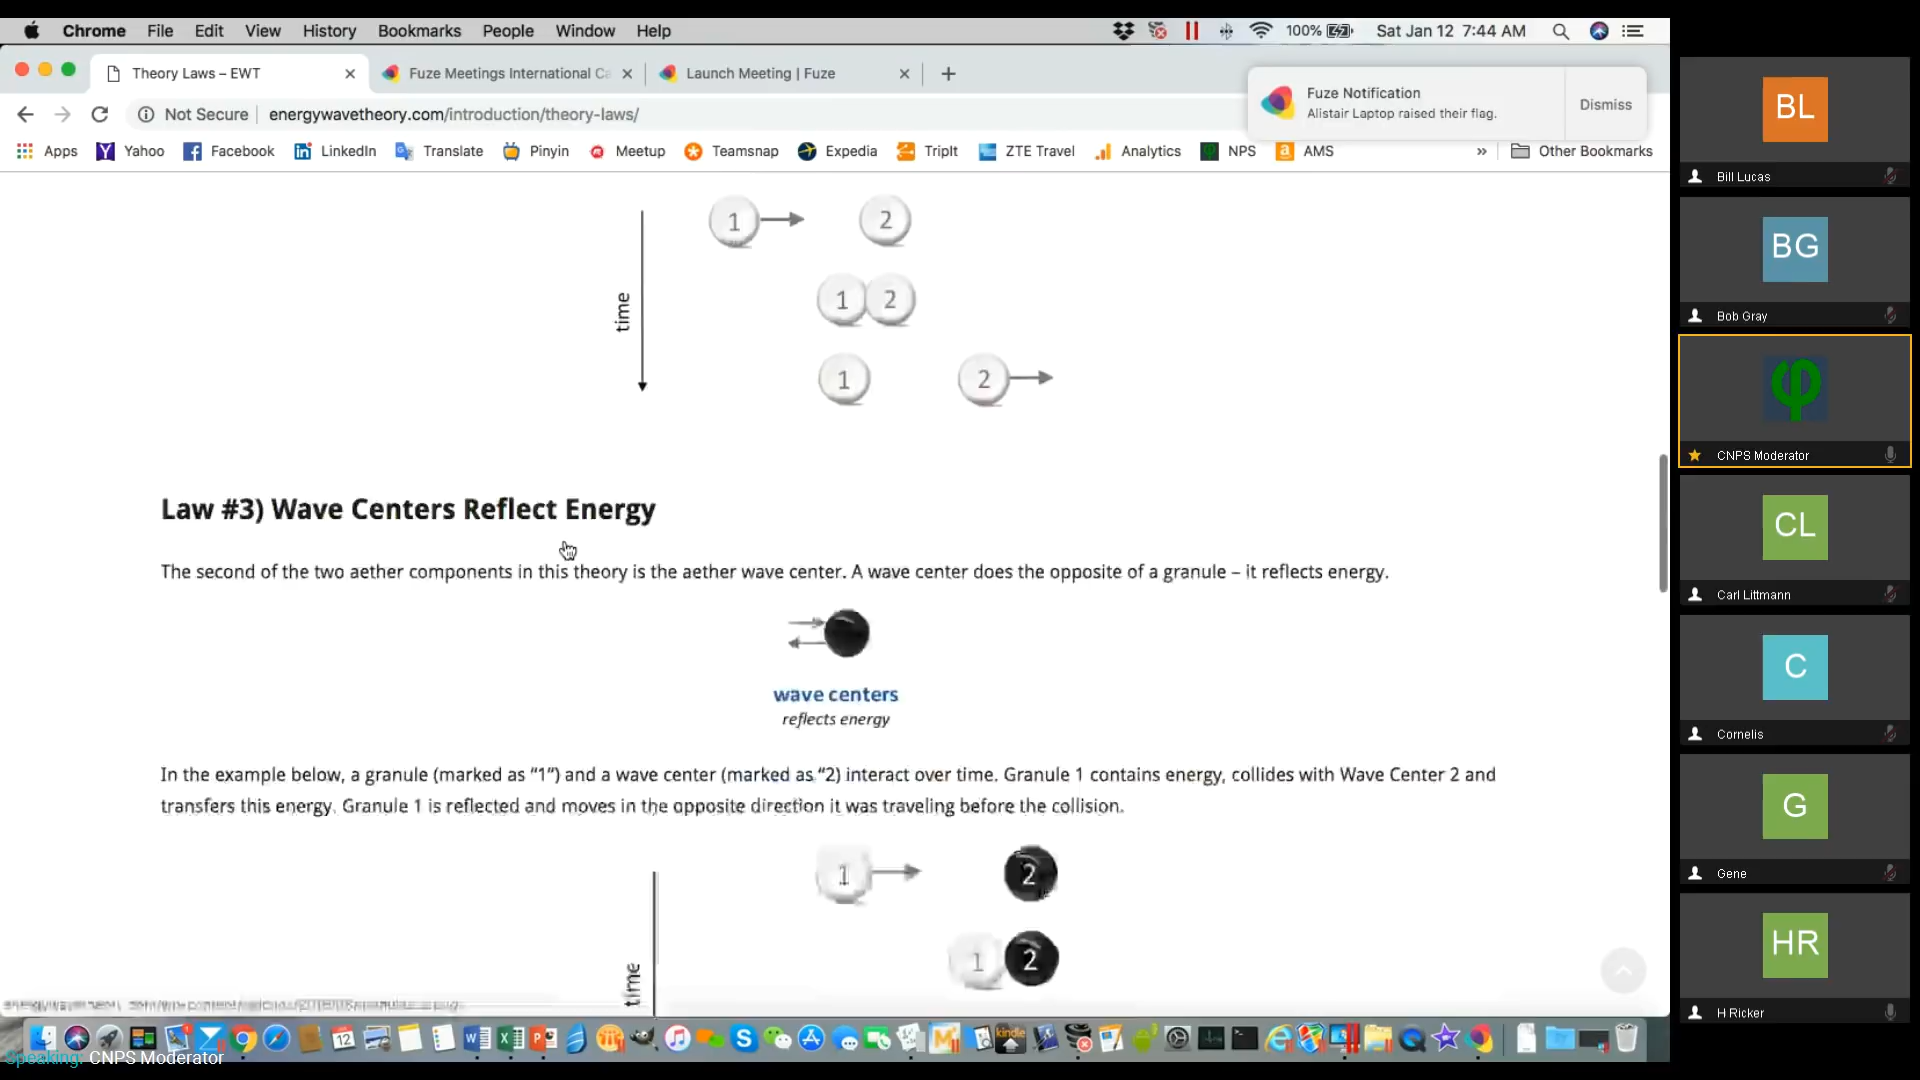 Chrome File Edit View History Bookmarks People Window Help 100% Sat Jan 12 7:44 AM
Theory Laws – EWT Fuze Meetings International Ca Launch Meeting | Fuze
Not Secure energywavetheory.com/introduction/theory-laws/
Fuze Notification
Alistair Laptop raised their flag.
Dismiss
Apps Yahoo Facebook LinkedIn Translate Pinyin Meetup Teamsnap Expedia TripIt ZTE Travel Analytics NPS AMS » Other Bookmarks
1 2
time
1 2
1 2
Law #3) Wave Centers Reflect Energy
The second of the two aether components in this theory is the aether wave center. A wave center does the opposite of a granule – it reflects energy.
wave centers
reflects energy
In the example below, a granule (marked as “1”) and a wave center (marked as “2) interact over time. Granule 1 contains energy, collides with Wave Center 2 and
transfers this energy. Granule 1 is reflected and moves in the opposite direction it was traveling before the collision.
1 2
1 2
time
Speaking: CNPS Moderator
BL
Bill Lucas
BG
Bob Gray
φ
CNPS Moderator
CL
Carl Littmann
C
Cornelis
G
Gene
HR
H Ricker